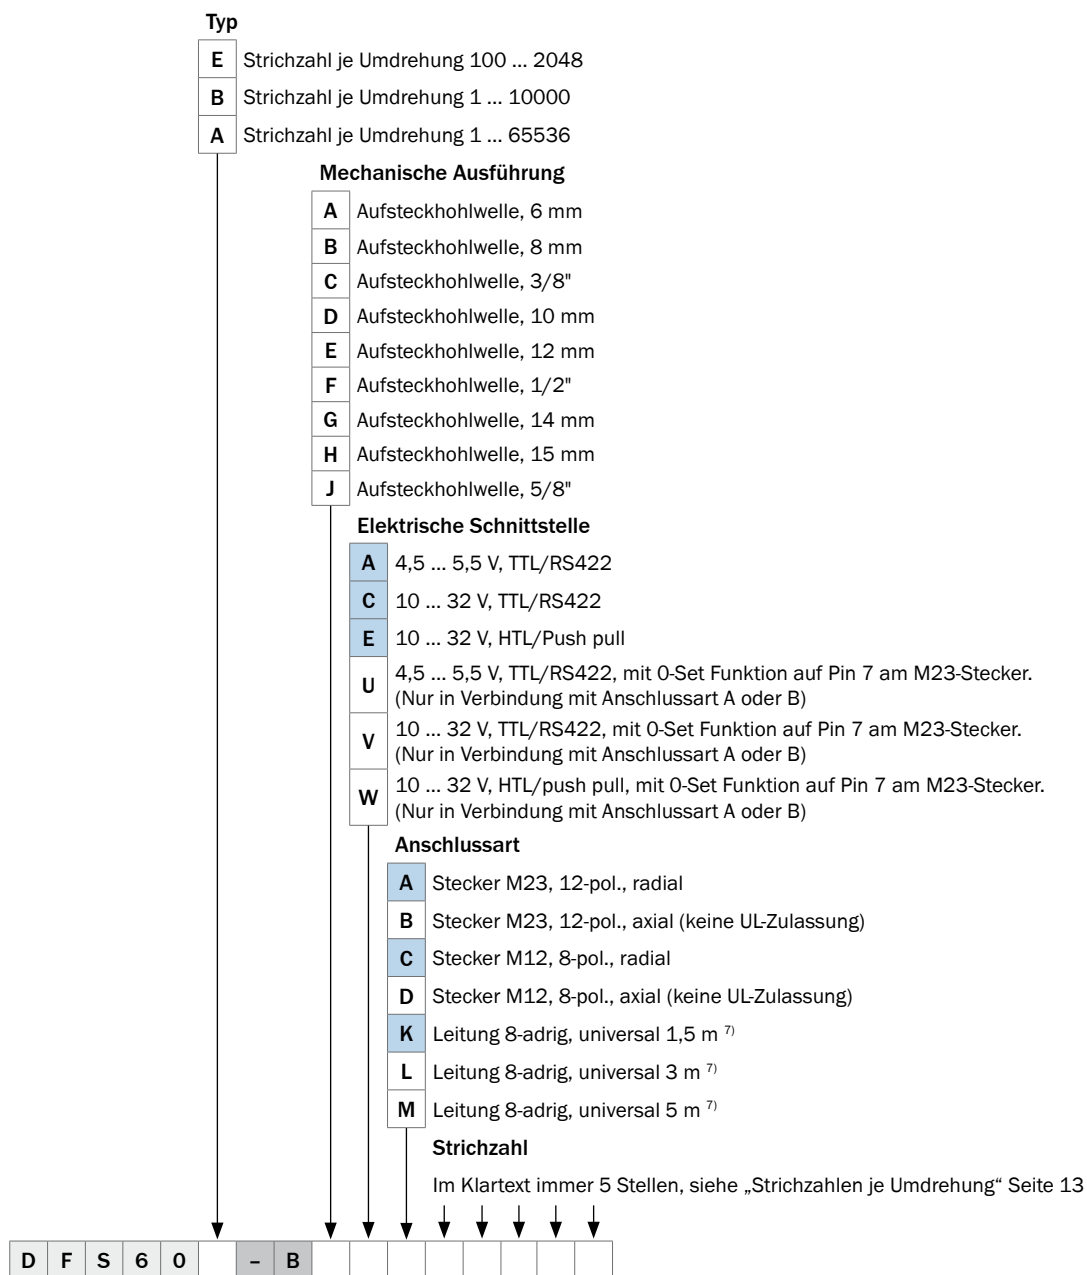 Typ
E Strichzahl je Umdrehung 100 ... 2048
B Strichzahl je Umdrehung 1 ... 10000
A Strichzahl je Umdrehung 1 ... 65536
Mechanische Ausführung
A Aufsteckhohlwelle, 6 mm
B Aufsteckhohlwelle, 8 mm
C Aufsteckhohlwelle, 3/8"
D Aufsteckhohlwelle, 10 mm
E Aufsteckhohlwelle, 12 mm
F Aufsteckhohlwelle, 1/2"
G Aufsteckhohlwelle, 14 mm
H Aufsteckhohlwelle, 15 mm
J Aufsteckhohlwelle, 5/8"
Elektrische Schnittstelle
A 4,5 ... 5,5 V, TTL/RS422
C 10 ... 32 V, TTL/RS422
E 10 ... 32 V, HTL/Push pull
U 4,5 ... 5,5 V, TTL/RS422, mit 0-Set Funktion auf Pin 7 am M23-Stecker.
(Nur in Verbindung mit Anschlussart A oder B)
V 10 ... 32 V, TTL/RS422, mit 0-Set Funktion auf Pin 7 am M23-Stecker.
(Nur in Verbindung mit Anschlussart A oder B)
W 10 ... 32 V, HTL/push pull, mit 0-Set Funktion auf Pin 7 am M23-Stecker.
(Nur in Verbindung mit Anschlussart A oder B)
Anschlussart
A Stecker M23, 12-pol., radial
B Stecker M23, 12-pol., axial (keine UL-Zulassung)
C Stecker M12, 8-pol., radial
D Stecker M12, 8-pol., axial (keine UL-Zulassung)
K Leitung 8-adrig, universal 1,5 m 7)
L Leitung 8-adrig, universal 3 m 7)
M Leitung 8-adrig, universal 5 m 7)
Strichzahl
Im Klartext immer 5 Stellen, siehe „Strichzahlen je Umdrehung“ Seite 13
D F S 6 0 – B